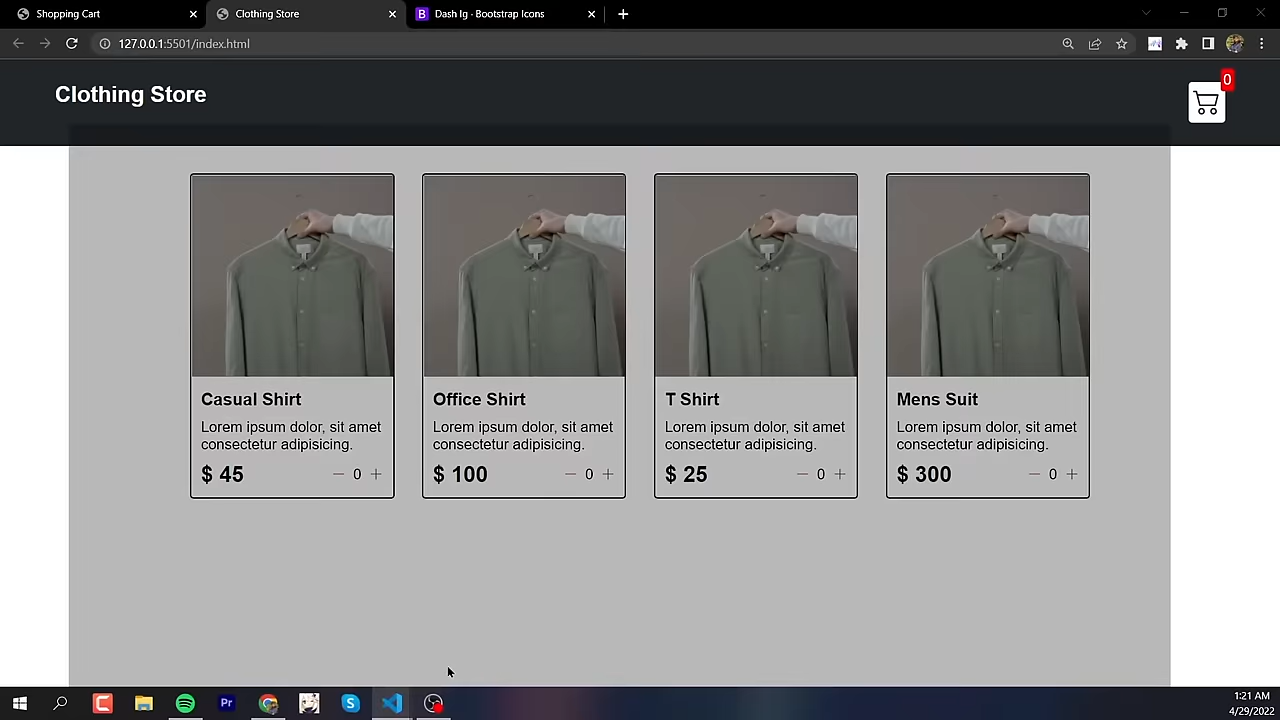 Shopping Cart
Clothing Store
Dash lg · Bootstrap Icons
127.0.0.1:5501/index.html
Clothing Store
0
Casual Shirt
Lorem ipsum dolor, sit amet
consectetur adipisicing.
$ 45
0
Office Shirt
Lorem ipsum dolor, sit amet
consectetur adipisicing.
$ 100
0
T Shirt
Lorem ipsum dolor, sit amet
consectetur adipisicing.
$ 25
0
Mens Suit
Lorem ipsum dolor, sit amet
consectetur adipisicing.
$ 300
0
1:21 AM
4/29/2022